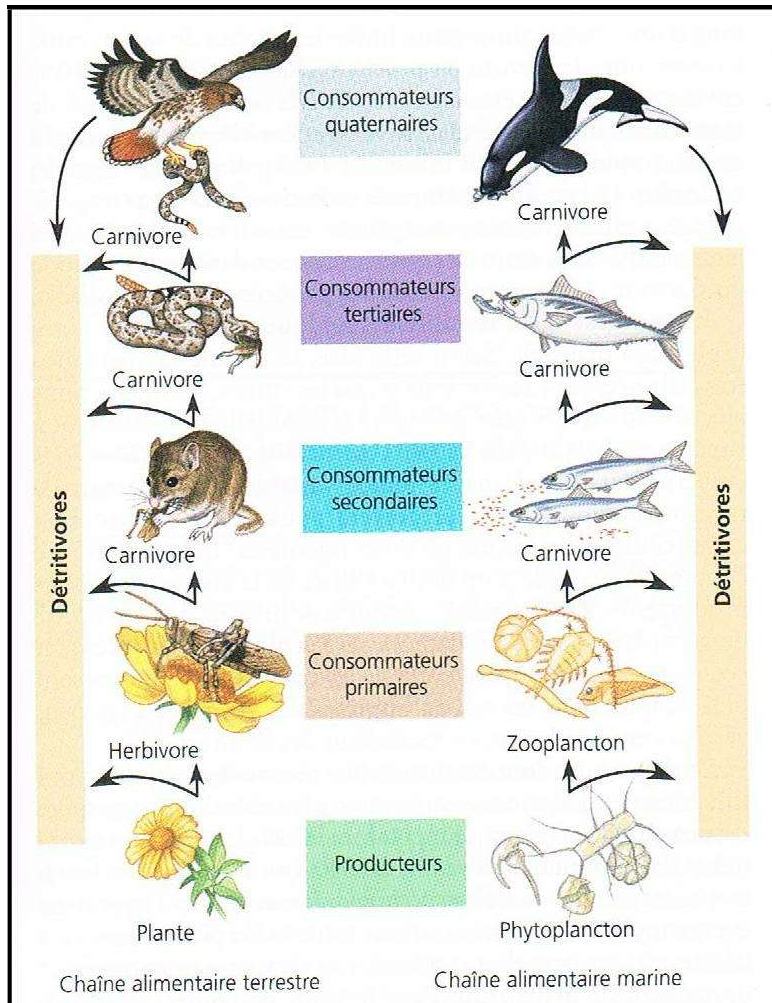 Consommateurs
quaternaires
Carnivore
Carnivore
Consommateurs
tertiaires
Carnivore
Carnivore
Consommateurs
secondaires
Carnivore
Carnivore
Détritivores
Détritivores
Consommateurs
primaires
Herbivore
Zooplancton
Producteurs
Plante
Phytoplancton
Chaîne alimentaire terrestre
Chaîne alimentaire marine